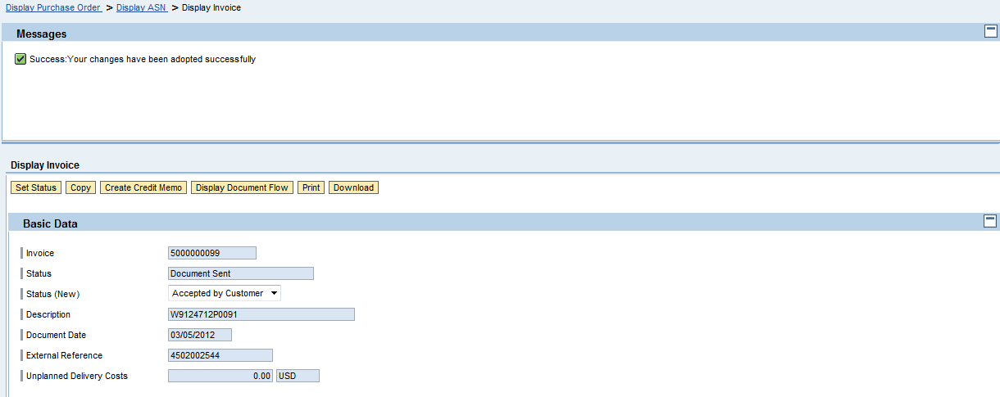 Display Purchase Order > Display ASN > Display Invoice
Messages
Success:Your changes have been adopted successfully
Display Invoice
Set Status Copy Create Credit Memo Display Document Flow Print Download
Basic Data
Invoice 5000000099
Status Document Sent
Status (New) Accepted by Customer
Description W9124712P0091
Document Date 03/05/2012
External Reference 4502002544
Unplanned Delivery Costs 0.00 USD